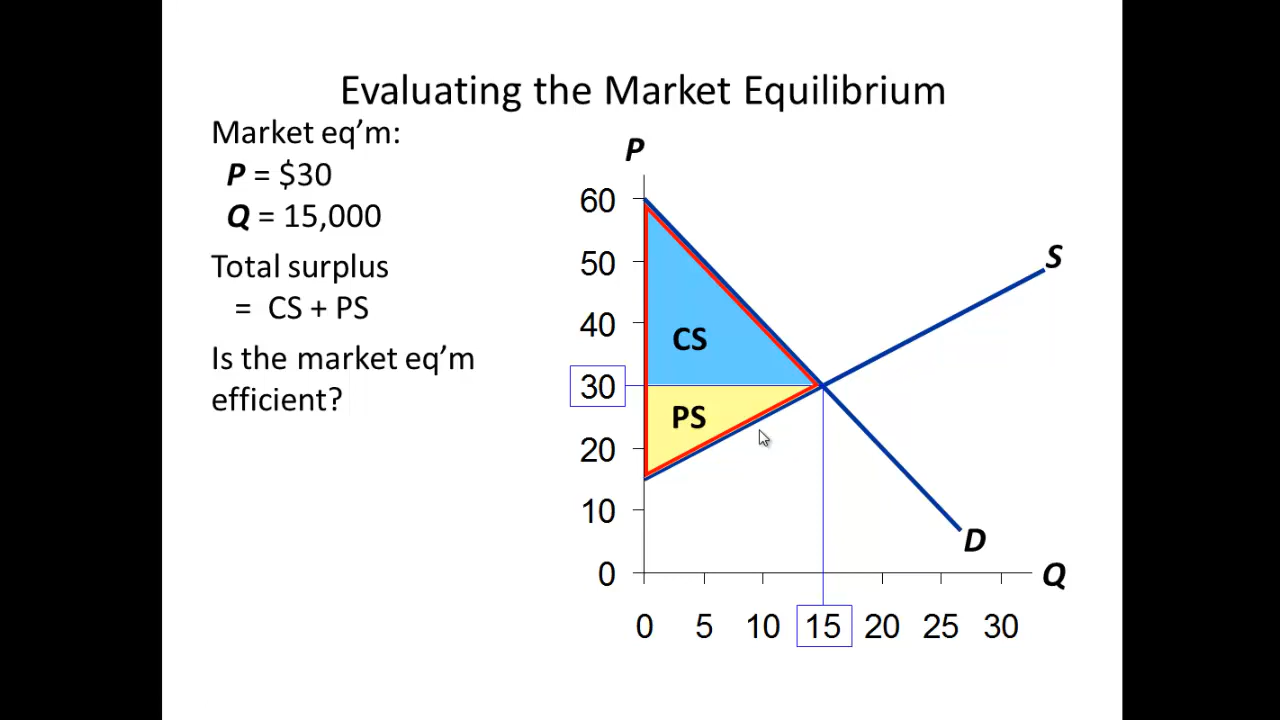 Evaluating the Market Equilibrium
Market eq’m:
P = $30
Q = 15,000
Total surplus
= CS + PS
Is the market eq’m
efficient?
P
60
50
40
30
20
10
0
CS
PS
S
D
Q
0 5 10 15 20 25 30